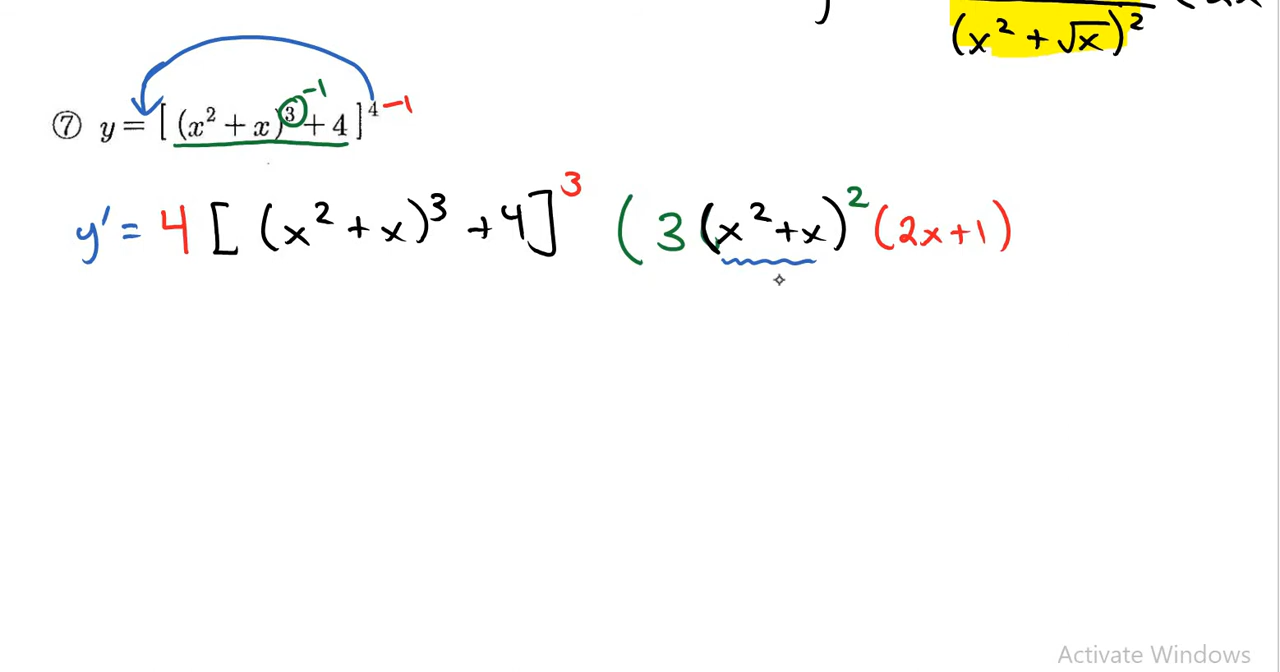 (x² + √x)²
⑦ y = [ (x² + x)³ + 4 ]⁴ −1 −1
y' = 4 [ (x² + x)³ + 4 ]³ ( 3 (x² + x)² (2x + 1)
Activate Windows